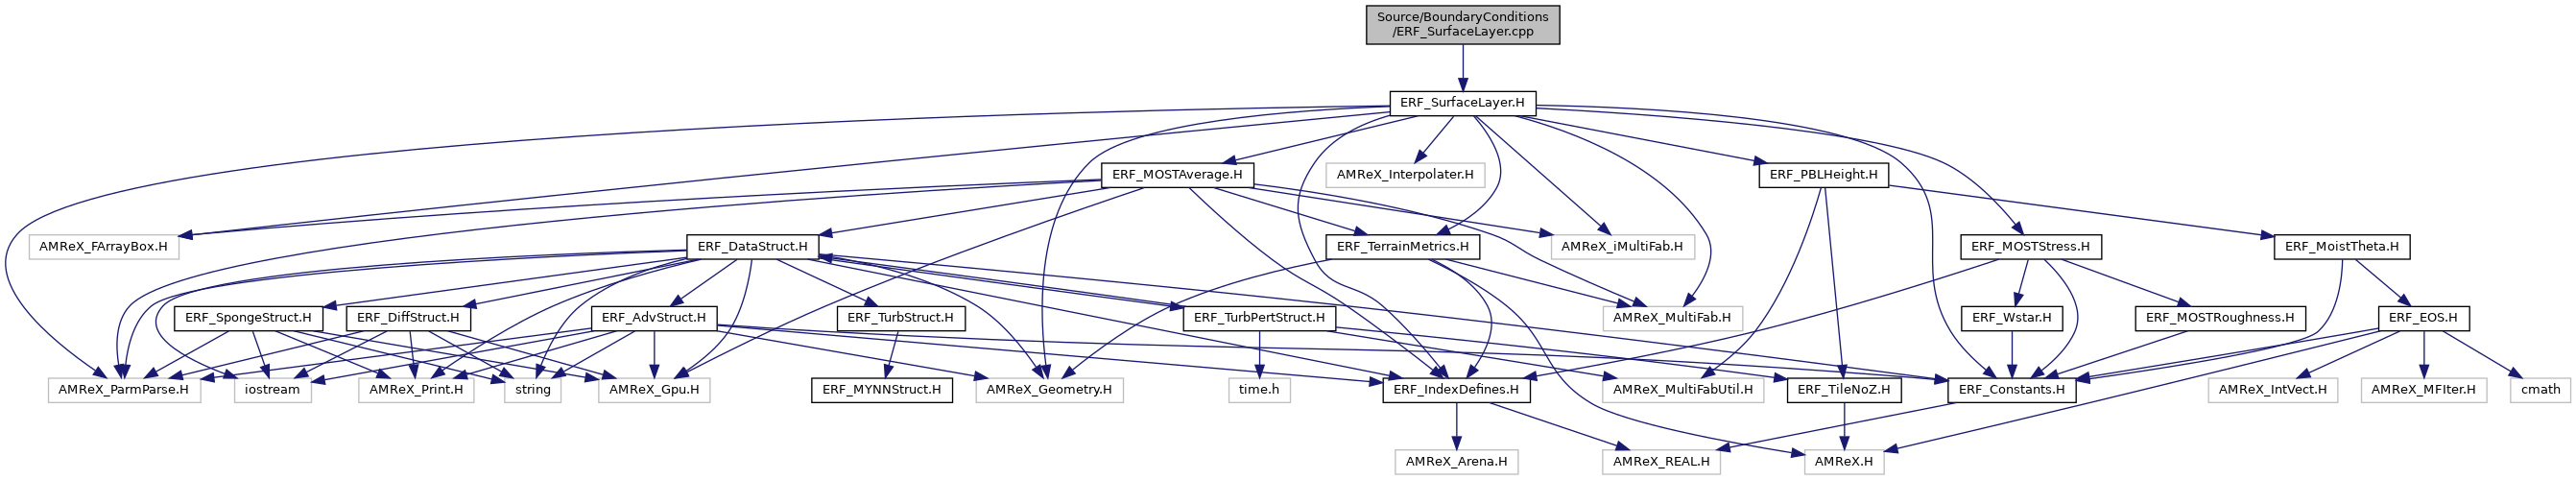 Source/BoundaryConditions
/ERF_SurfaceLayer.cpp
ERF_SurfaceLayer.H
ERF_MOSTAverage.H
AMReX_Interpolater.H
ERF_PBLHeight.H
AMReX_FArrayBox.H
ERF_DataStruct.H
ERF_TerrainMetrics.H
AMReX_iMultiFab.H
ERF_MOSTStress.H
ERF_MoistTheta.H
ERF_SpongeStruct.H
ERF_DiffStruct.H
ERF_AdvStruct.H
ERF_TurbStruct.H
ERF_TurbPertStruct.H
AMReX_MultiFab.H
ERF_Wstar.H
ERF_MOSTRoughness.H
ERF_EOS.H
AMReX_ParmParse.H
iostream
AMReX_Print.H
string
AMReX_Gpu.H
ERF_MYNNStruct.H
AMReX_Geometry.H
time.h
ERF_IndexDefines.H
AMReX_MultiFabUtil.H
ERF_TileNoZ.H
ERF_Constants.H
AMReX_IntVect.H
AMReX_MFIter.H
cmath
AMReX_Arena.H
AMReX_REAL.H
AMReX.H